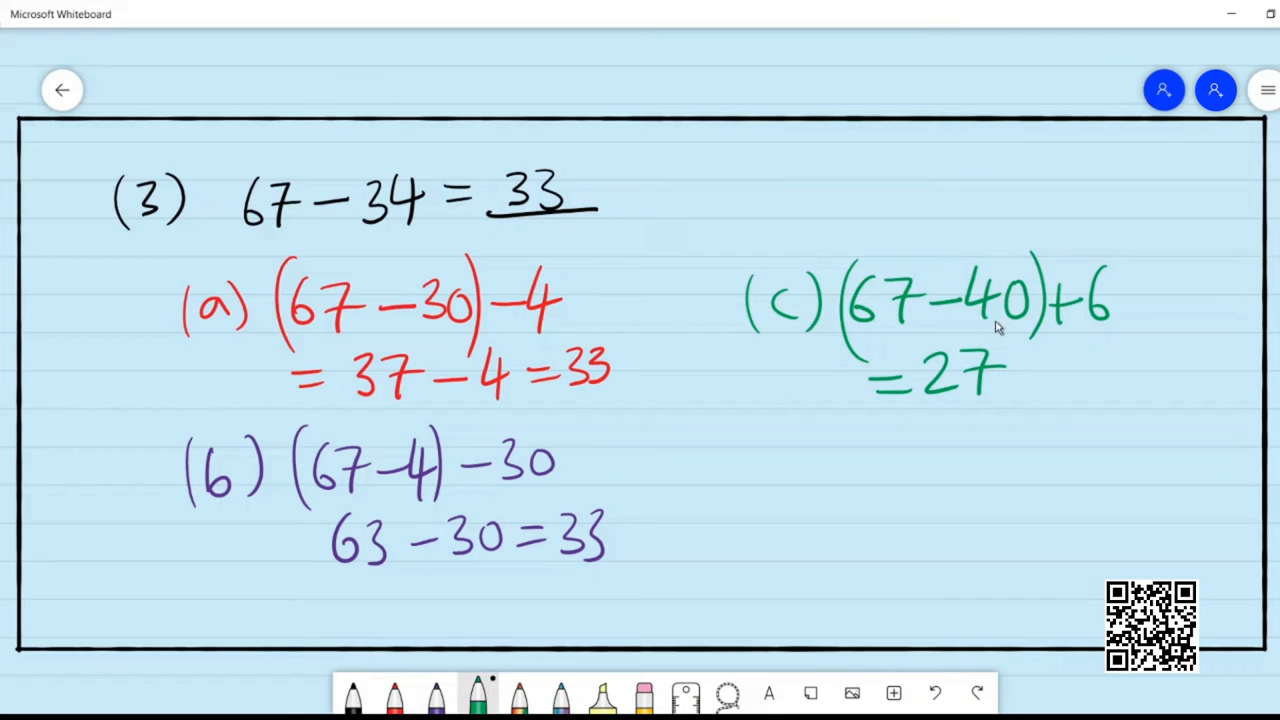 Microsoft Whiteboard
(3) 67-34 = 33
(a) (67-30)-4
= 37-4=33
(b) (67-4)-30
63-30=33
(c) (67-40)+6
=27
A